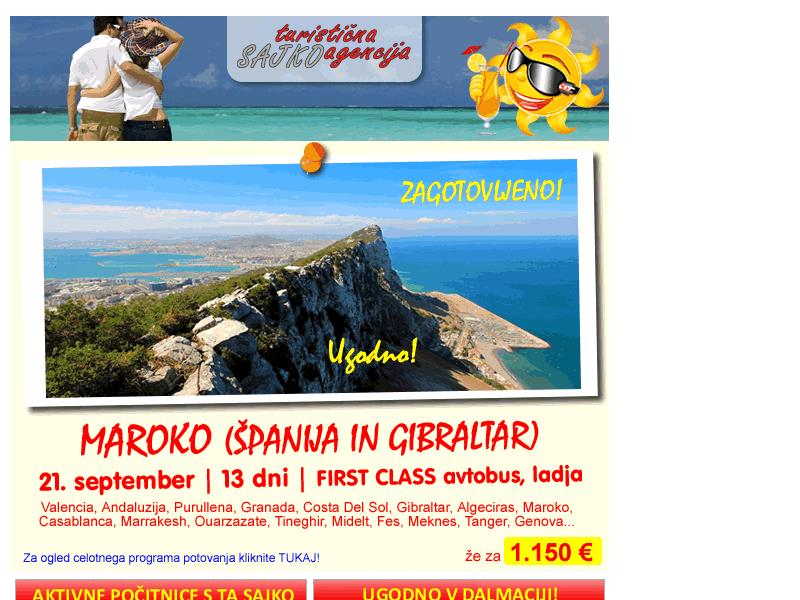 turistična
SAJKO agencija
ZAGOTOVLJENO!
Ugodno!
MAROKO (ŠPANIJA IN GIBRALTAR)
21. september | 13 dni | FIRST CLASS avtobus, ladja
Valencia, Andaluzija, Purullena, Granada, Costa Del Sol, Gibraltar, Algeciras, Maroko,
Casablanca, Marrakesh, Ouarzazate, Tineghir, Midelt, Fes, Meknes, Tanger, Genova...
Za ogled celotnega programa potovanja kliknite TUKAJ!
že za 1.150 €
AKTIVNE POČITNICE S TA SAJKO
UGODNO V DALMACIJI!